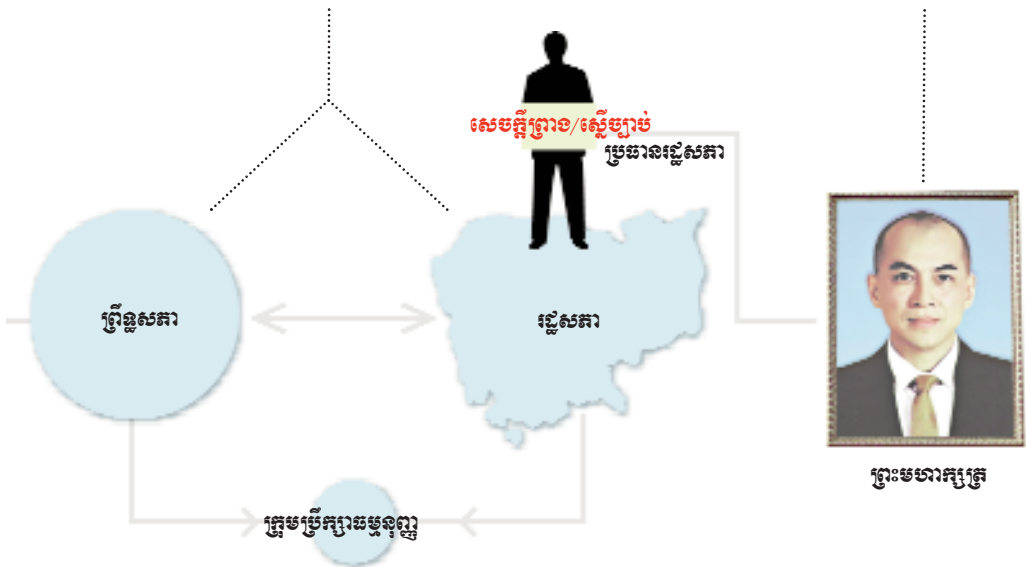 សេចក្តីព្រាង/ស្នើច្បាប់
ប្រធានរដ្ឋសភា
ព្រឹទ្ធសភា
រដ្ឋសភា
ព្រះមហាក្សត្រ
ក្រុមប្រឹក្សាធម្មនុញ្ញ